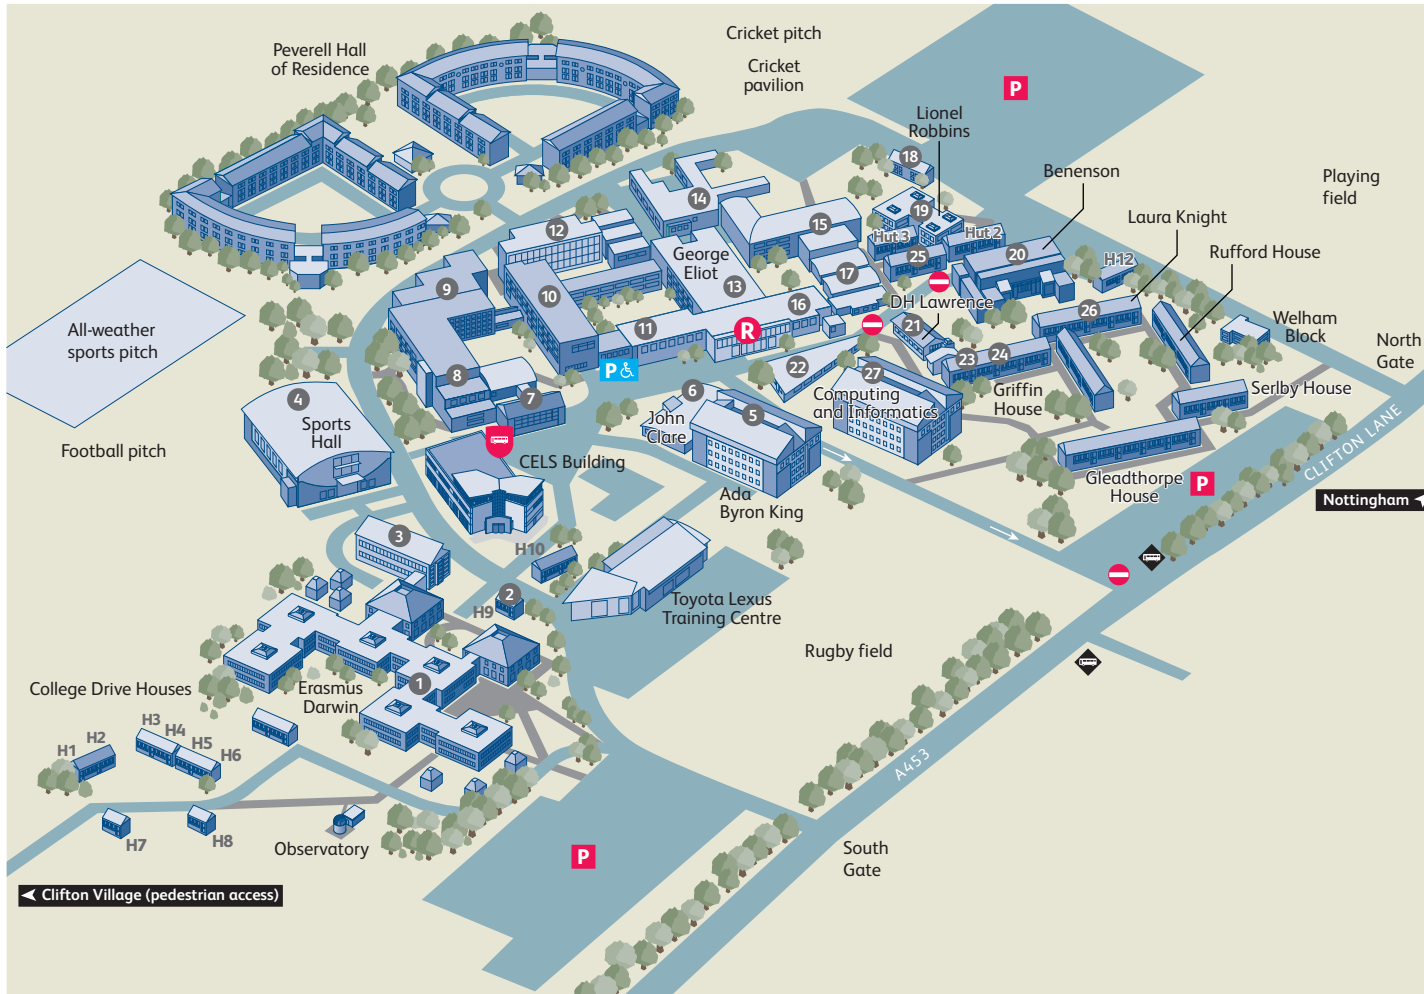 Cricket pitch
Peverell Hall
of Residence
Cricket
pavilion
P
Lionel
Robbins
18
Benenson
Playing
field
14
19
Laura Knight
12
15
Hut 3
Hut 2
Rufford House
George
Eliot
25
20
H12
9
10
13
17
16
DH Lawrence
All-weather
sports pitch
11
R
21
26
Welham
Block
North
Gate
8
P
22
23
24
27
Griffin
House
Serlby House
4
Sports
Hall
7
6
John
Clare
5
Computing
and Informatics
CLIFTON LANE
Football pitch
CELS Building
Gleadthorpe
House
P
Nottingham
Ada
Byron King
3
H10
2
H9
Toyota Lexus
Training Centre
Rugby field
College Drive Houses
Erasmus
Darwin
1
H1
H2
H3
H4
H5
H6
A453
H7
H8
Observatory
P
South
Gate
Clifton Village (pedestrian access)